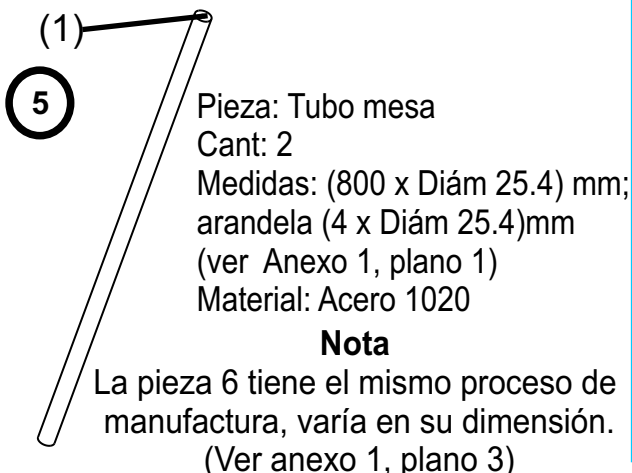 (1)
5
Pieza: Tubo mesa
Cant: 2
Medidas: (800 x Diám 25.4) mm;
arandela (4 x Diám 25.4)mm
(ver Anexo 1, plano 1)
Material: Acero 1020
Nota
La pieza 6 tiene el mismo proceso de
manufactura, varía en su dimensión.
(Ver anexo 1, plano 3)